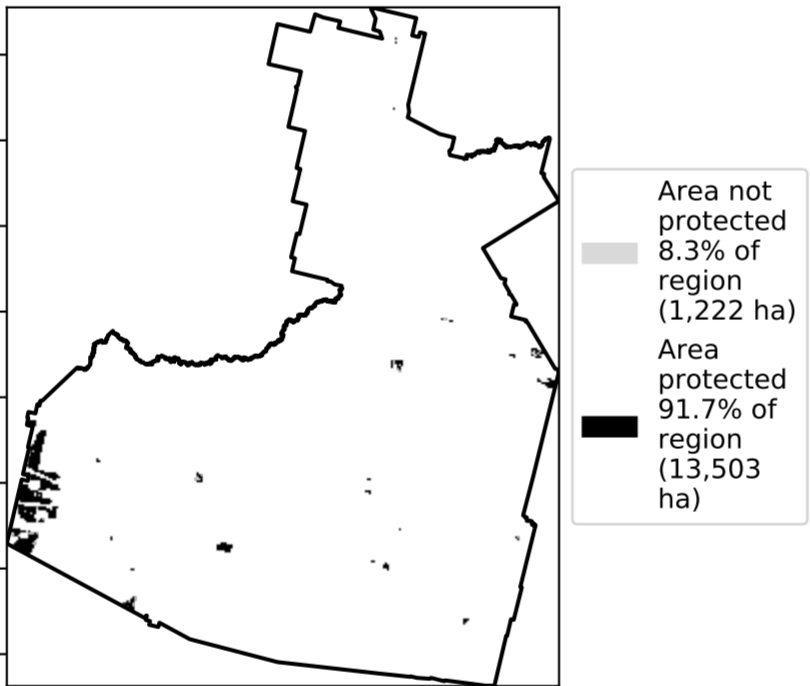 Area not
protected
8.3% of
region
(1,222 ha)
Area
protected
91.7% of
region
(13,503
ha)